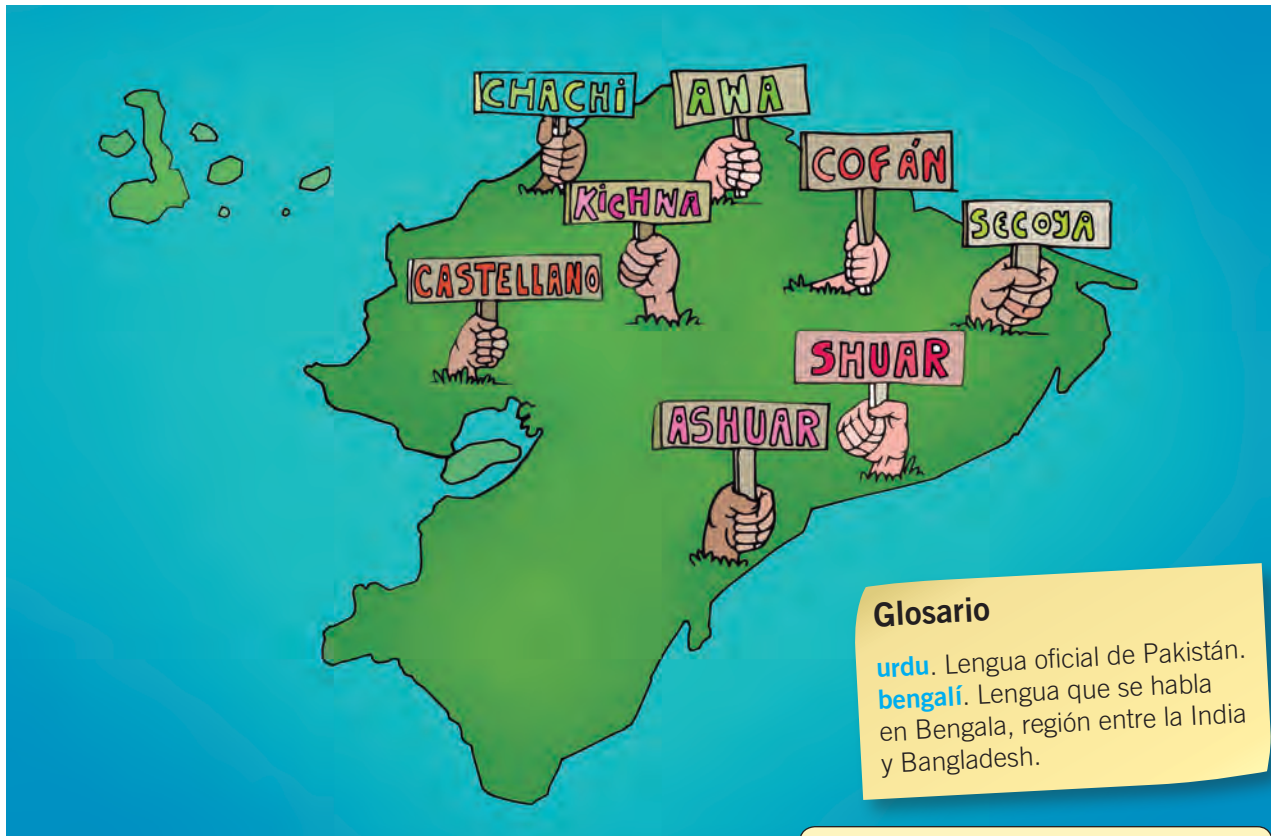 CHACHi
AWA
COFÁN
KiCHWA
SECOYA
CASTELLANO
SHUAR
ASHUAR
Glosario
urdu. Lengua oficial de Pakistán.
bengalí. Lengua que se habla
en Bengala, región entre la India
y Bangladesh.